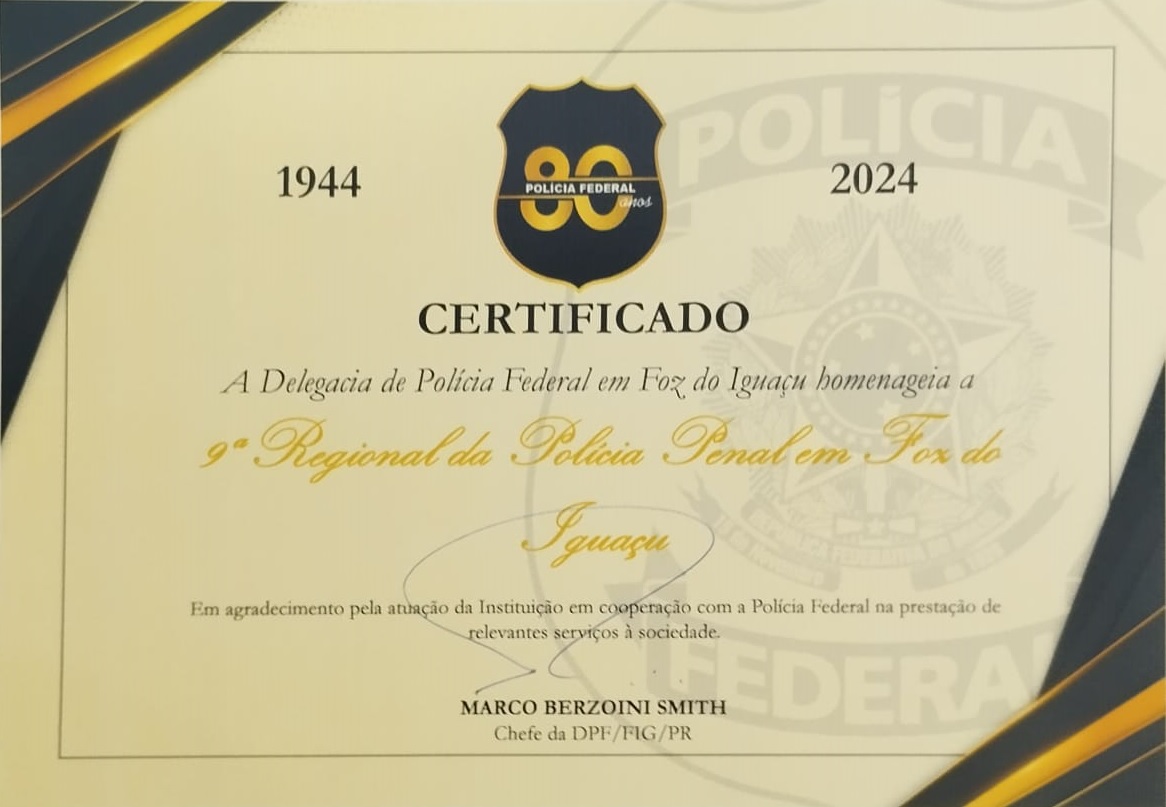 POLÍCIA
1944
80
POLÍCIA FEDERAL
anos
2024
CERTIFICADO
A Delegacia de Polícia Federal em Foz do Iguaçu homenageia a
9ª Regional da Polícia Penal em Foz do
Iguaçu
Em agradecimento pela atuação da Instituição em cooperação com a Polícia Federal na prestação de
relevantes serviços à sociedade.
FEDERAL
MARCO BERZOINI SMITH
Chefe da DPF/FIG/PR